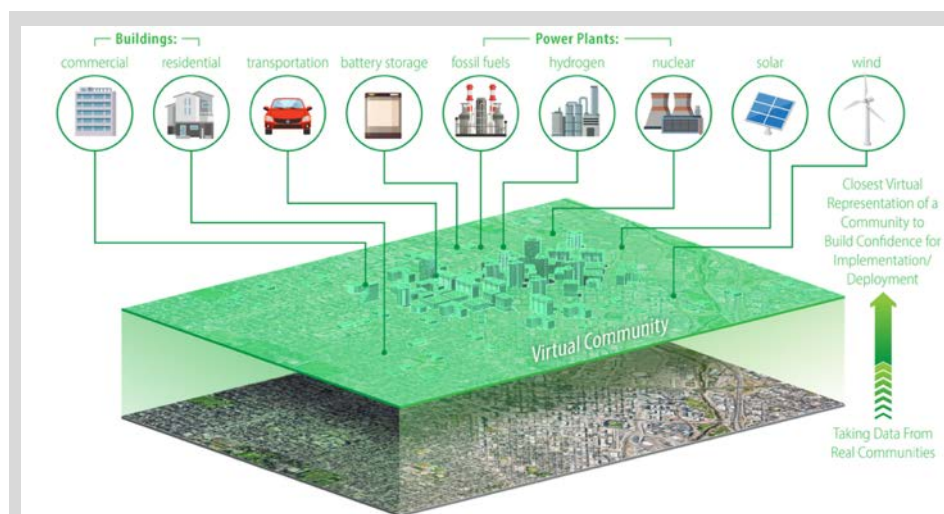 Buildings: Power Plants:
commercial residential transportation battery storage fossil fuels hydrogen nuclear solar wind
Closest Virtual
Representation of a
Community to
Build Confidence for
Implementation/
Deployment
Virtual Community
Taking Data From
Real Communities